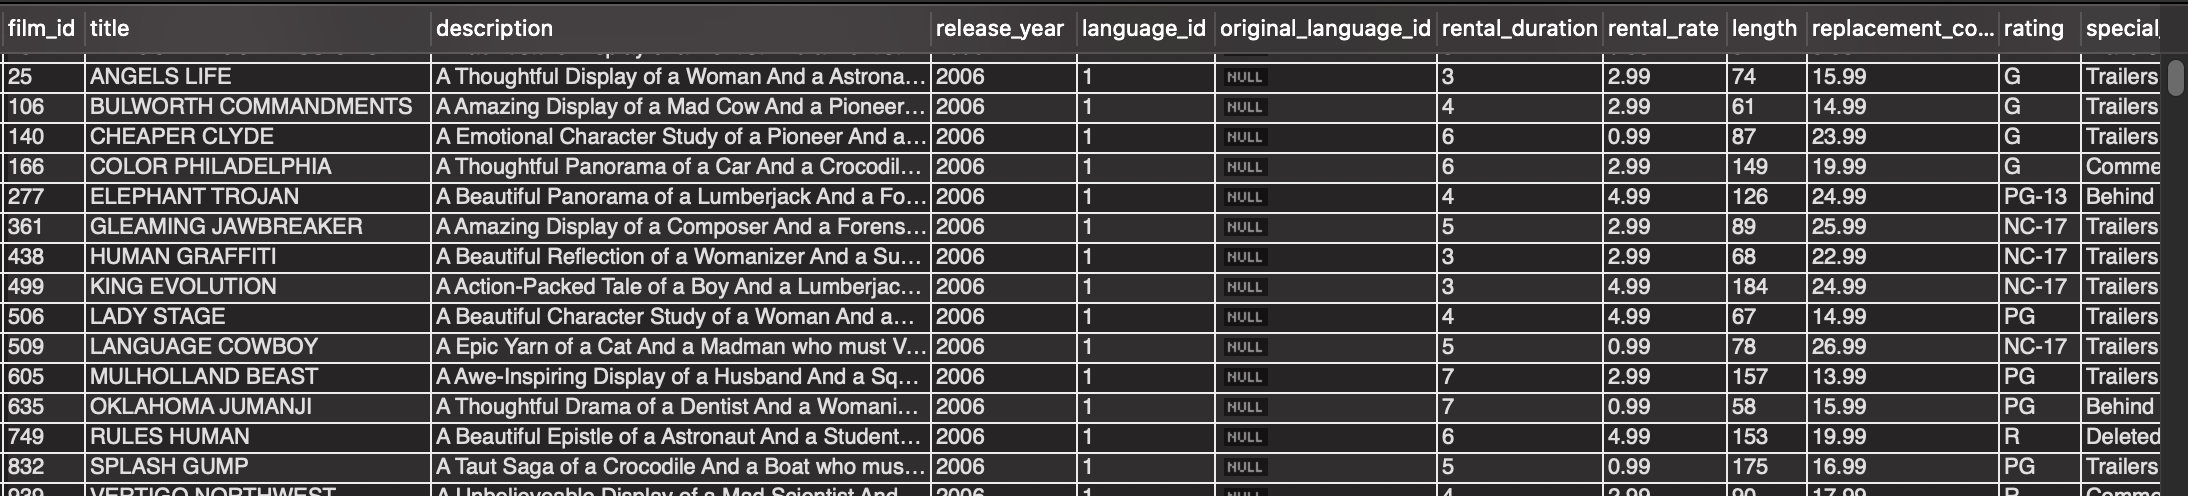 film_id title description release_year language_id original_language_id rental_duration rental_rate length replacement_co... rating special_
25 ANGELS LIFE A Thoughtful Display of a Woman And a Astrona... 2006 1 NULL 3 2.99 74 15.99 G Trailers
106 BULWORTH COMMANDMENTS A Amazing Display of a Mad Cow And a Pioneer... 2006 1 NULL 4 2.99 61 14.99 G Trailers
140 CHEAPER CLYDE A Emotional Character Study of a Pioneer And a... 2006 1 NULL 6 0.99 87 23.99 G Trailers
166 COLOR PHILADELPHIA A Thoughtful Panorama of a Car And a Crocodil... 2006 1 NULL 6 2.99 149 19.99 G Comme
277 ELEPHANT TROJAN A Beautiful Panorama of a Lumberjack And a Fo... 2006 1 NULL 4 4.99 126 24.99 PG-13 Behind
361 GLEAMING JAWBREAKER A Amazing Display of a Composer And a Forens... 2006 1 NULL 5 2.99 89 25.99 NC-17 Trailers
438 HUMAN GRAFFITI A Beautiful Reflection of a Womanizer And a Su... 2006 1 NULL 3 2.99 68 22.99 NC-17 Trailers
499 KING EVOLUTION A Action-Packed Tale of a Boy And a Lumberjac... 2006 1 NULL 3 4.99 184 24.99 NC-17 Trailers
506 LADY STAGE A Beautiful Character Study of a Woman And a... 2006 1 NULL 4 4.99 67 14.99 PG Trailers
509 LANGUAGE COWBOY A Epic Yarn of a Cat And a Madman who must V... 2006 1 NULL 5 0.99 78 26.99 NC-17 Trailers
605 MULHOLLAND BEAST A Awe-Inspiring Display of a Husband And a Sq... 2006 1 NULL 7 2.99 157 13.99 PG Trailers
635 OKLAHOMA JUMANJI A Thoughtful Drama of a Dentist And a Womani... 2006 1 NULL 7 0.99 58 15.99 PG Behind
749 RULES HUMAN A Beautiful Epistle of a Astronaut And a Student... 2006 1 NULL 6 4.99 153 19.99 R Deleted
832 SPLASH GUMP A Taut Saga of a Crocodile And a Boat who mus... 2006 1 NULL 5 0.99 175 16.99 PG Trailers
939 VERTIGO NORTHWEST A Unbelieveable Display of a Mad Scientist And... 2006 1 NULL 4 2.99 90 17.99 R Comme